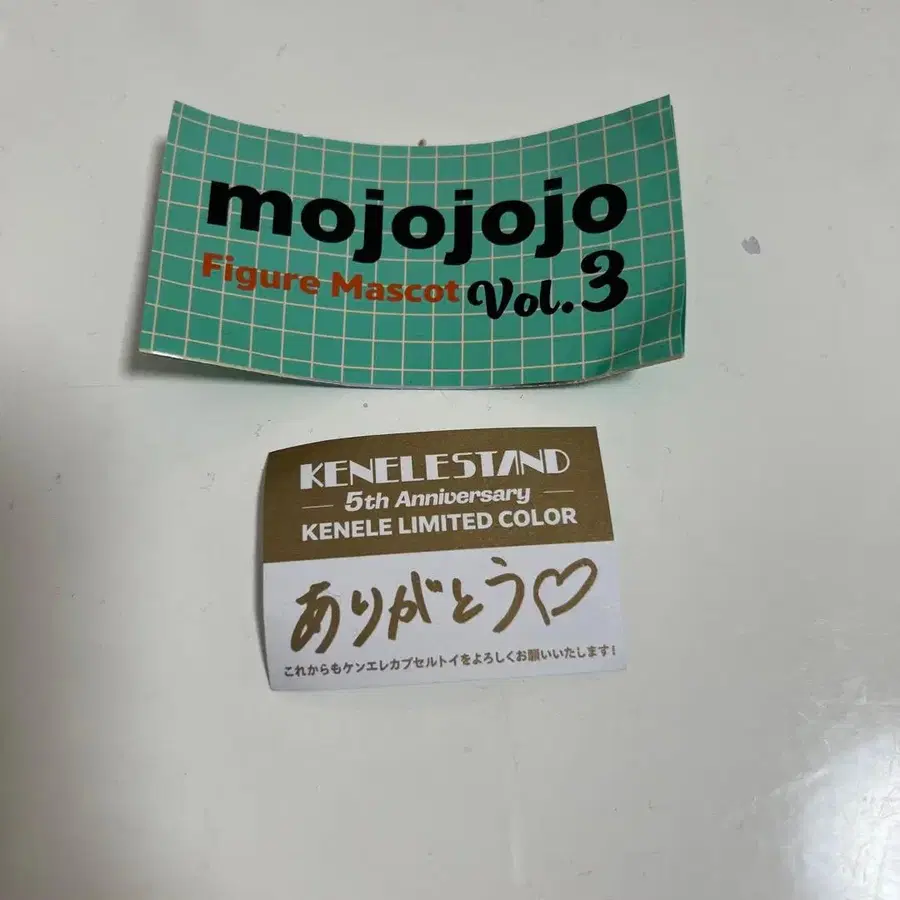 mojojojo
Figure Mascot Vol.3
KENELESTAND
5th Anniversary
KENELE LIMITED COLOR
ありがとう♡
これからもケンエレカプセルトイをよろしくお願いいたします!